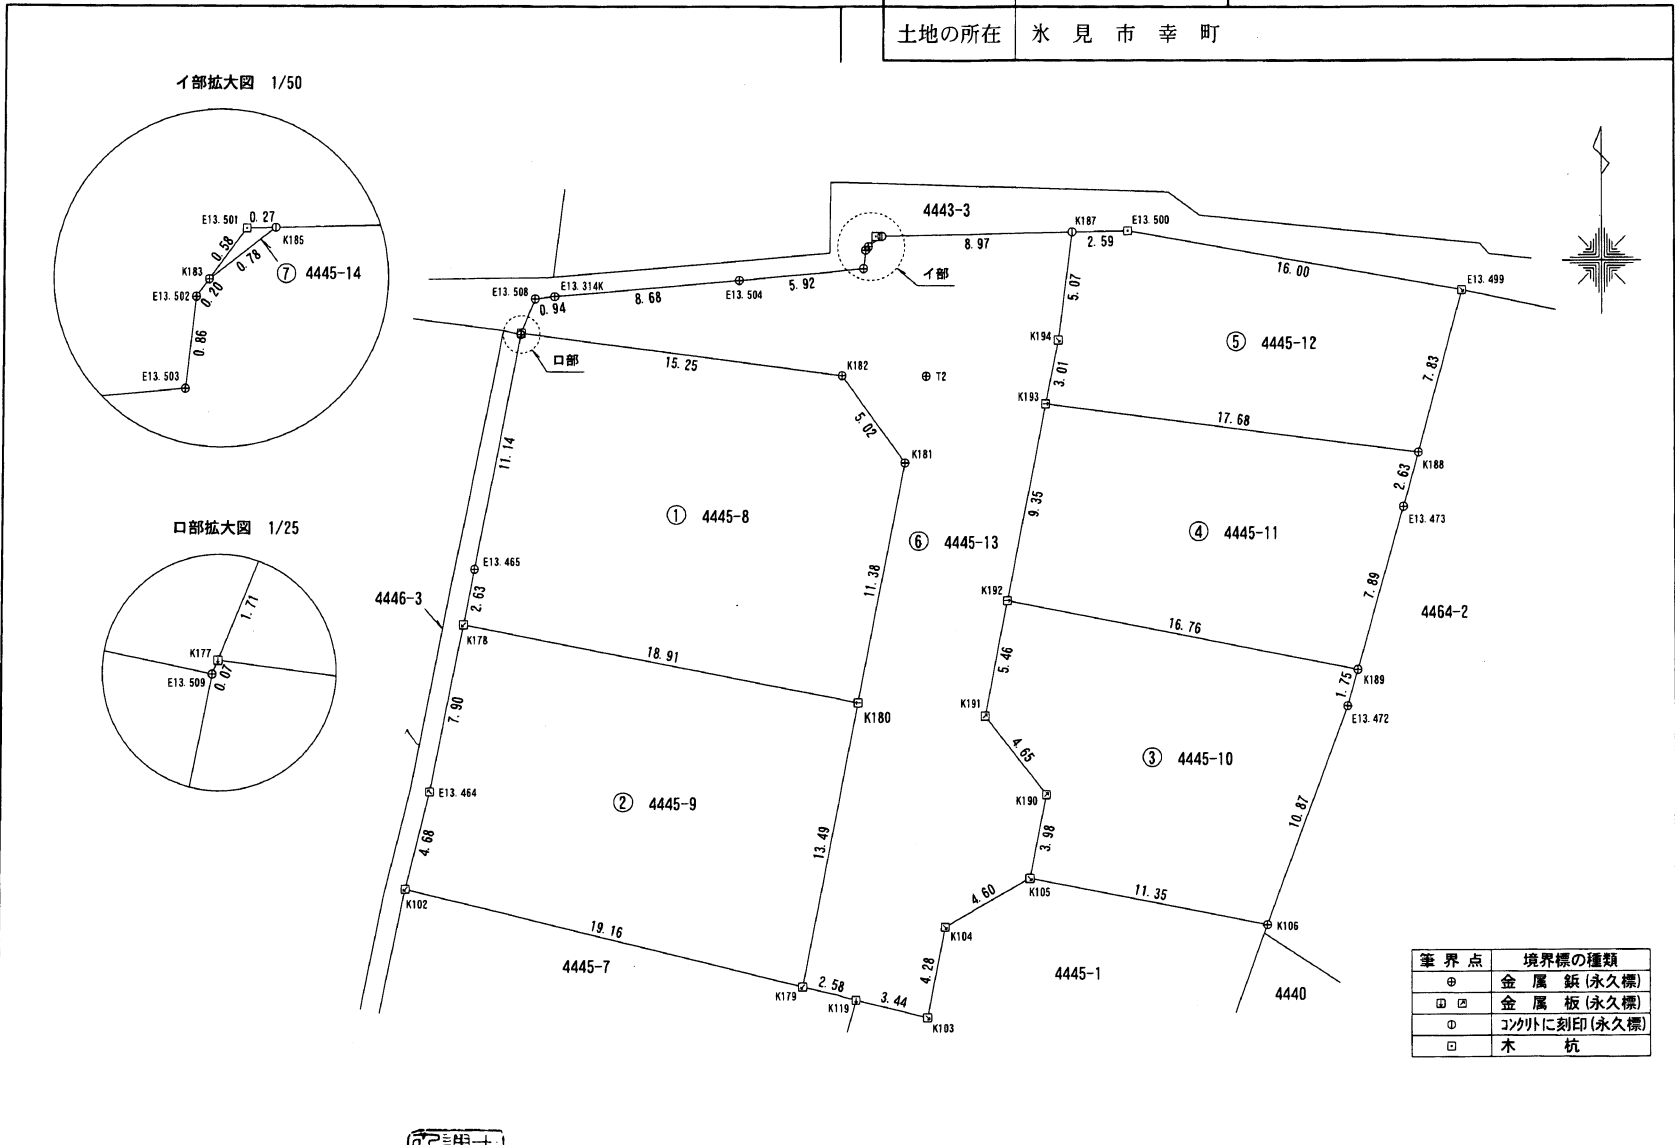 土地の所在 氷見市幸町
イ部拡大図 1/50
E13.501
0.27
K185
0.58
0.78
K183
⑦ 4445-14
E13.502
0.20
0.86
E13.503
ロ部拡大図 1/25
1.71
K177
E13.509
0.07
4443-3
K187
E13.500
8.97
2.59
イ部
16.00
E13.499
E13.508
E13.314K
0.94
8.68
E13.504
5.92
5.07
ロ部
15.25
K182
T2
K194
⑤ 4445-12
3.01
7.83
K193
17.68
5.02
K181
K188
2.63
E13.473
11.14
① 4445-8
9.35
④ 4445-11
⑥ 4445-13
E13.465
2.63
11.38
7.89
4446-3
K178
K192
4464-2
18.91
16.76
5.46
K189
1.75
E13.472
K180
K191
7.90
4.65
③ 4445-10
E13.464
② 4445-9
K190
10.87
13.49
3.98
4.68
K102
K105
4.60
11.35
K104
K106
19.16
4445-7
4.28
4445-1
K179
2.58
K119
3.44
K103
4440
筆界点 境界標の種類
金属鋲(永久標)
金属板(永久標)
コンクリトに刻印(永久標)
木杭